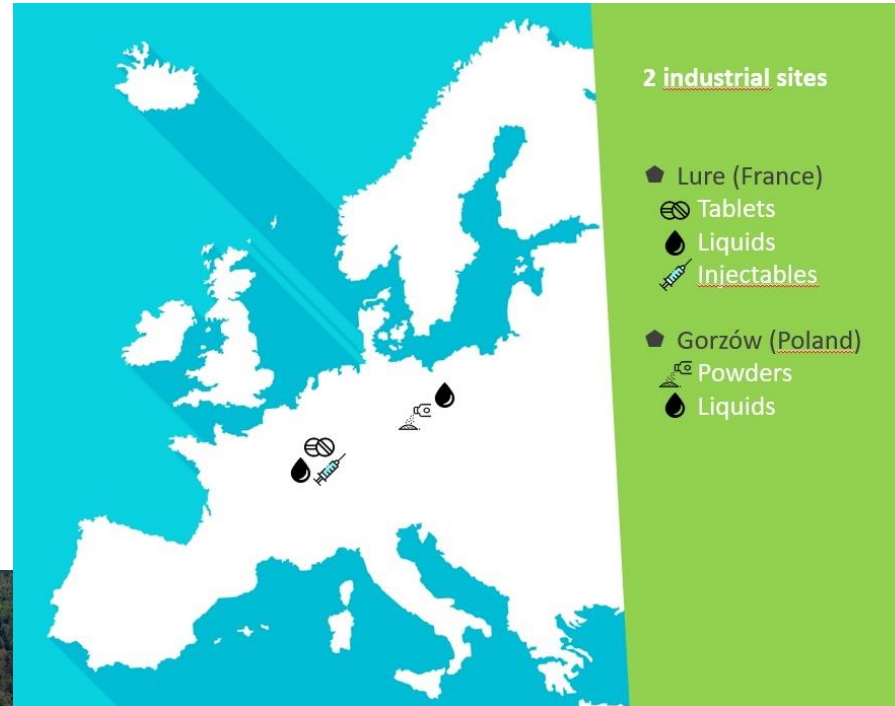 2 industrial sites
Lure (France)
Tablets
Liquids
Injectables
Gorzów (Poland)
Powders
Liquids